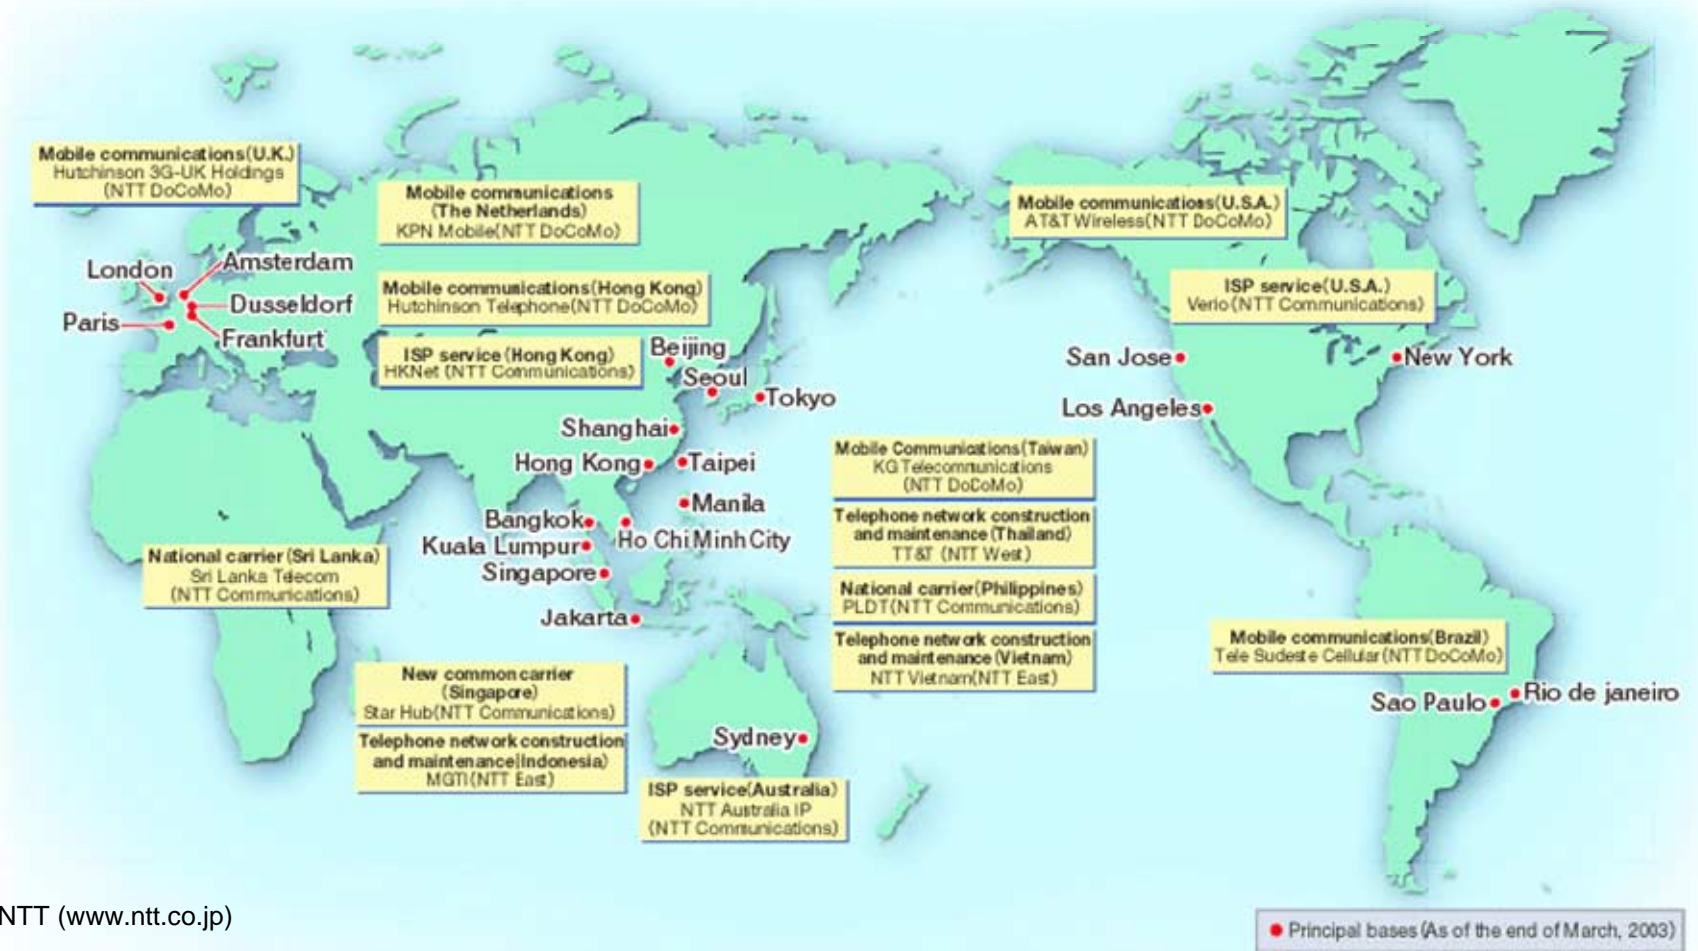 Mobile communications(U.K.)
Hutchinson 3G-UK Holdings
(NTT DoCoMo)
Mobile communications
(The Netherlands)
KPN Mobile(NTT DoCoMo)
Mobile communications(U.S.A.)
AT&T Wireless(NTT DoCoMo)
London
Amsterdam
Dusseldorf
Paris
Frankfurt
Mobile communications(Hong Kong)
Hutchinson Telephone(NTT DoCoMo)
ISP service(U.S.A.)
Verio(NTT Communications)
ISP service (Hong Kong)
HKNet (NTT Communications)
Beijing
Seoul
Tokyo
San Jose
New York
Los Angeles
Shanghai
Hong Kong
Taipei
Manila
Bangkok
Ho Chi Minh City
Kuala Lumpur
Singapore
Jakarta
Mobile Communications(Taiwan)
KG Telecommunications
(NTT DoCoMo)
Telephone network construction
and maintenance (Thailand)
TT&T (NTT West)
National carrier(Philippines)
PLDT(NTT Communications)
Telephone network construction
and maintenance (Vietnam)
NTT Vietnam(NTT East)
National carrier (Sri Lanka)
Sri Lanka Telecom
(NTT Communications)
New common carrier
(Singapore)
Star Hub(NTT Communications)
Telephone network construction
and maintenance(Indonesia)
MGTI(NTT East)
Sydney
ISP service(Australia)
NTT Australia IP
(NTT Communications)
Mobile communications(Brazil)
Tele Sudeste Cellular(NTT DoCoMo)
Sao Paulo
Rio de janeiro
NTT (www.ntt.co.jp)
Principal bases (As of the end of March, 2003)